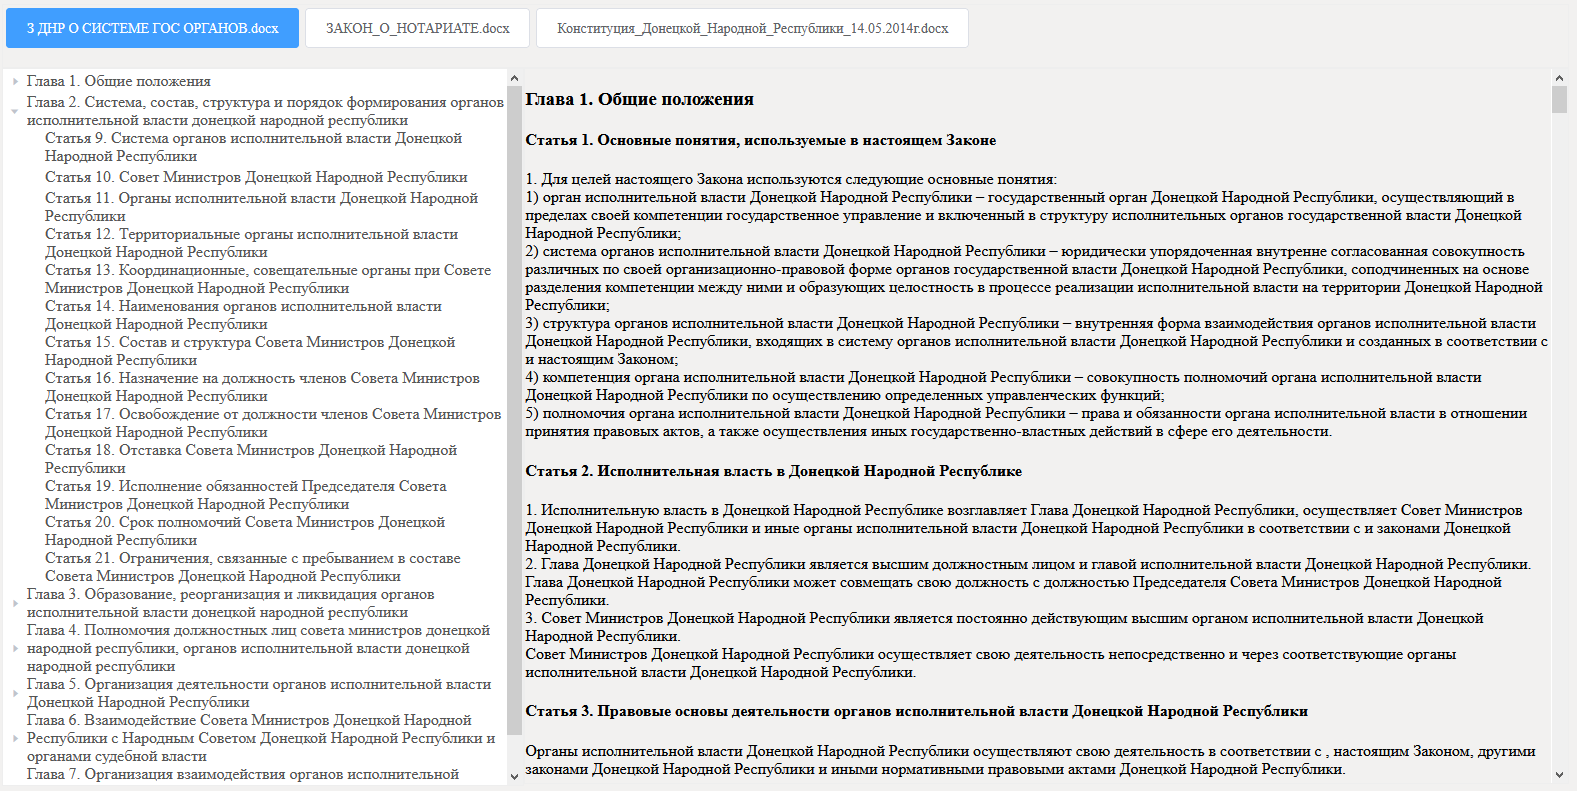 З ДНР О СИСТЕМЕ ГОС ОРГАНОВ.docx
ЗАКОН_О_НОТАРИАТЕ.docx
Конституция_Донецкой_Народной_Республики_14.05.2014г.docx
Глава 1. Общие положения
Глава 2. Система, состав, структура и порядок формирования органов
исполнительной власти донецкой народной республики
Статья 9. Система органов исполнительной власти Донецкой
Народной Республики
Статья 10. Совет Министров Донецкой Народной Республики
Статья 11. Органы исполнительной власти Донецкой Народной
Республики
Статья 12. Территориальные органы исполнительной власти
Донецкой Народной Республики
Статья 13. Координационные, совещательные органы при Совете
Министров Донецкой Народной Республики
Статья 14. Наименования органов исполнительной власти
Донецкой Народной Республики
Статья 15. Состав и структура Совета Министров Донецкой
Народной Республики
Статья 16. Назначение на должность членов Совета Министров
Донецкой Народной Республики
Статья 17. Освобождение от должности членов Совета Министров
Донецкой Народной Республики
Статья 18. Отставка Совета Министров Донецкой Народной
Республики
Статья 19. Исполнение обязанностей Председателя Совета
Министров Донецкой Народной Республики
Статья 20. Срок полномочий Совета Министров Донецкой
Народной Республики
Статья 21. Ограничения, связанные с пребыванием в составе
Совета Министров Донецкой Народной Республики
Глава 3. Образование, реорганизация и ликвидация органов
исполнительной власти донецкой народной республики
Глава 4. Полномочия должностных лиц совета министров донецкой
народной республики, органов исполнительной власти донецкой
народной республики
Глава 5. Организация деятельности органов исполнительной власти
Донецкой Народной Республики
Глава 6. Взаимодействие Совета Министров Донецкой Народной
Республики с Народным Советом Донецкой Народной Республики и
органами судебной власти
Глава 7. Организация взаимодействия органов исполнительной
Глава 1. Общие положения
Статья 1. Основные понятия, используемые в настоящем Законе
1. Для целей настоящего Закона используются следующие основные понятия:
1) орган исполнительной власти Донецкой Народной Республики – государственный орган Донецкой Народной Республики, осуществляющий в
пределах своей компетенции государственное управление и включенный в структуру исполнительных органов государственной власти Донецкой
Народной Республики;
2) система органов исполнительной власти Донецкой Народной Республики – юридически упорядоченная внутренне согласованная совокупность
различных по своей организационно-правовой форме органов государственной власти Донецкой Народной Республики, соподчиненных на основе
разделения компетенции между ними и образующих целостность в процессе реализации исполнительной власти на территории Донецкой Народной
Республики;
3) структура органов исполнительной власти Донецкой Народной Республики – внутренняя форма взаимодействия органов исполнительной власти
Донецкой Народной Республики, входящих в систему органов исполнительной власти Донецкой Народной Республики и созданных в соответствии с
и настоящим Законом;
4) компетенция органа исполнительной власти Донецкой Народной Республики – совокупность полномочий органа исполнительной власти
Донецкой Народной Республики по осуществлению определенных управленческих функций;
5) полномочия органа исполнительной власти Донецкой Народной Республики – права и обязанности органа исполнительной власти в отношении
принятия правовых актов, а также осуществления иных государственно-властных действий в сфере его деятельности.
Статья 2. Исполнительная власть в Донецкой Народной Республике
1. Исполнительную власть в Донецкой Народной Республике возглавляет Глава Донецкой Народной Республики, осуществляет Совет Министров
Донецкой Народной Республики и иные органы исполнительной власти Донецкой Народной Республики в соответствии с и законами Донецкой
Народной Республики.
2. Глава Донецкой Народной Республики является высшим должностным лицом и главой исполнительной власти Донецкой Народной Республики.
Глава Донецкой Народной Республики может совмещать свою должность с должностью Председателя Совета Министров Донецкой Народной
Республики.
3. Совет Министров Донецкой Народной Республики является постоянно действующим высшим органом исполнительной власти Донецкой
Народной Республики.
Совет Министров Донецкой Народной Республики осуществляет свою деятельность непосредственно и через соответствующие органы
исполнительной власти Донецкой Народной Республики.
Статья 3. Правовые основы деятельности органов исполнительной власти Донецкой Народной Республики
Органы исполнительной власти Донецкой Народной Республики осуществляют свою деятельность в соответствии с , настоящим Законом, другими
законами Донецкой Народной Республики и иными нормативными правовыми актами Донецкой Народной Республики.